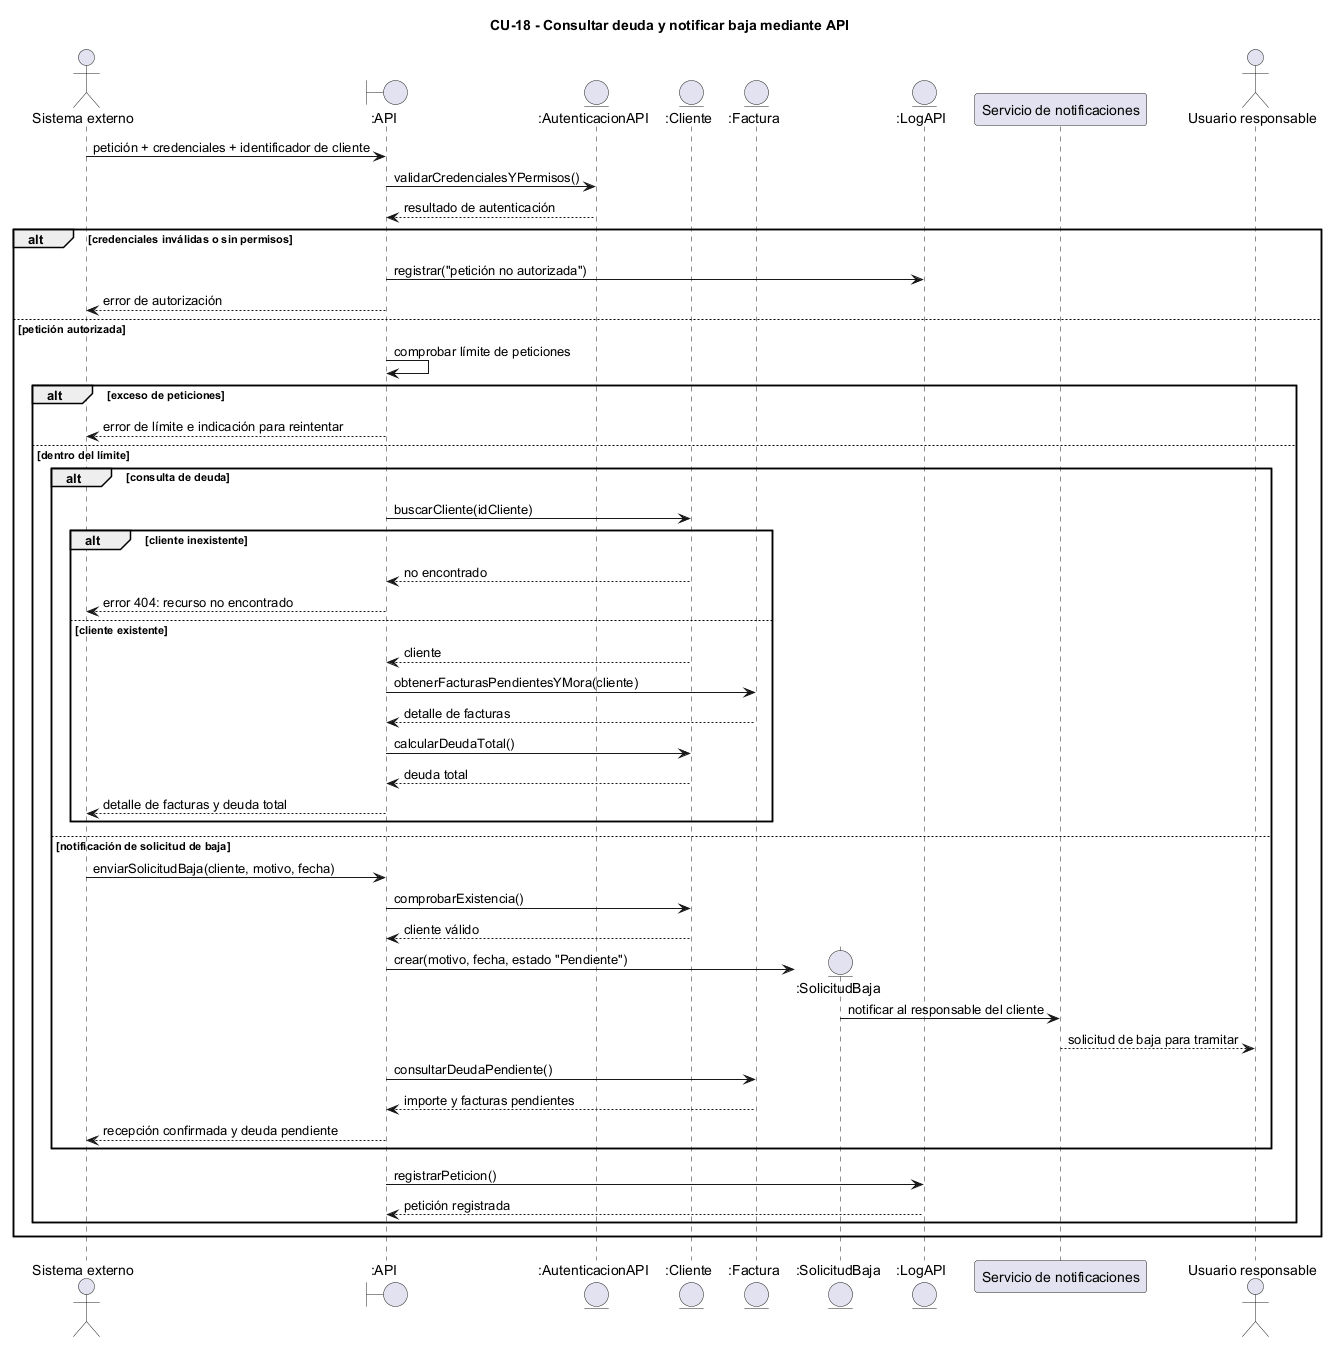 CU-18 - Consultar deuda y notificar baja mediante API
Sistema externo
:API
:AutenticacionAPI
:Cliente
:Factura
:LogAPI
Servicio de notificaciones
Usuario responsable
petición + credenciales + identificador de cliente
validarCredencialesYPermisos()
resultado de autenticación
alt
[credenciales inválidas o sin permisos]
registrar("petición no autorizada")
error de autorización
[petición autorizada]
comprobar límite de peticiones
alt
[exceso de peticiones]
error de límite e indicación para reintentar
[dentro del límite]
alt
[consulta de deuda]
buscarCliente(idCliente)
alt
[cliente inexistente]
no encontrado
error 404: recurso no encontrado
[cliente existente]
cliente
obtenerFacturasPendientesYMora(cliente)
detalle de facturas
calcularDeudaTotal()
deuda total
detalle de facturas y deuda total
[notificación de solicitud de baja]
enviarSolicitudBaja(cliente, motivo, fecha)
comprobarExistencia()
cliente válido
crear(motivo, fecha, estado "Pendiente")
:SolicitudBaja
notificar al responsable del cliente
solicitud de baja para tramitar
consultarDeudaPendiente()
importe y facturas pendientes
recepción confirmada y deuda pendiente
registrarPeticion()
petición registrada
Sistema externo
:API
:AutenticacionAPI
:Cliente
:Factura
:SolicitudBaja
:LogAPI
Servicio de notificaciones
Usuario responsable